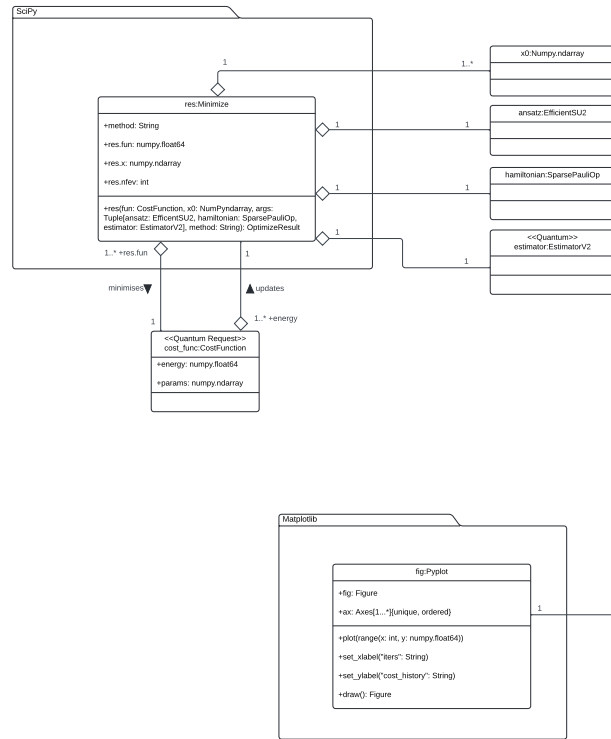 SciPy
1
1..*
x0:Numpy.ndarray
res:Minimize
+method: String
+res.fun: numpy.float64
+res.x: numpy.ndarray
+res.nfev: int
+res(fun: CostFunction, x0: NumPyndarray, args:
Tuple[ansatz: EfficentSU2, hamiltonian: SparsePauliOp,
estimator: EstimatorV2], method: String): OptimizeResult
1
1
ansatz:EfficientSU2
1
1
hamiltonian:SparsePauliOp
1
1
<<Quantum>>
estimator:EstimatorV2
1..* +res.fun
1
minimises
updates
1
1..* +energy
<<Quantum Request>>
cost_func:CostFunction
+energy: numpy.float64
+params: numpy.ndarray
Matplotlib
fig:Pyplot
+fig: Figure
+ax: Axes[1...*]{unique, ordered}
+plot(range(x: int, y: numpy.float64))
+set_xlabel("iters": String)
+set_ylabel("cost_history": String)
+draw(): Figure
1